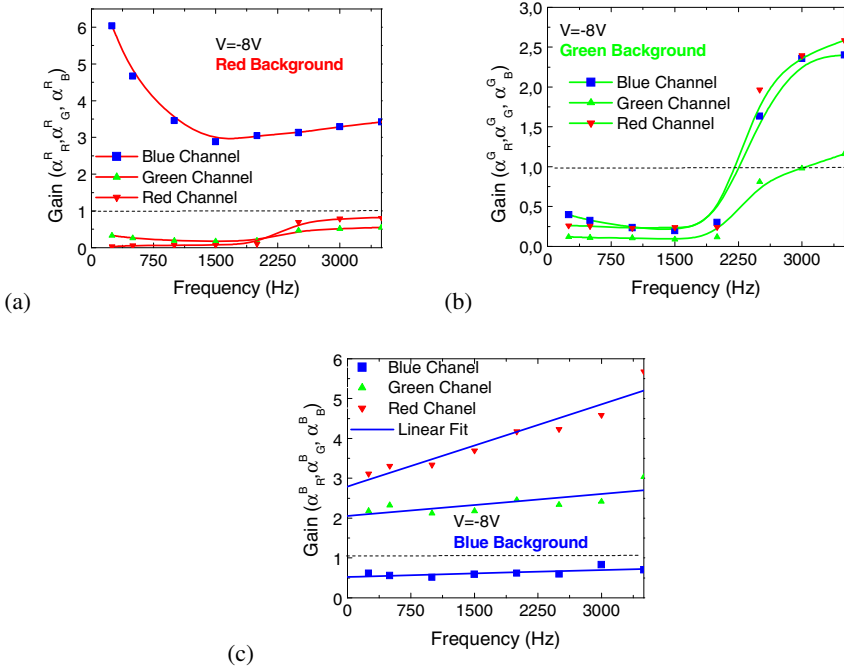 6
5
4
3
2
1
0
V=-8V
Red Background
Blue Channel
Green Channel
Red Channel
Gain (α^R_R, α^R_G, α^R_B)
0 750 1500 2250 3000
Frequency (Hz)
(a)
3,0
2,5
2,0
1,5
1,0
0,5
0,0
V=-8V
Green Background
Blue Channel
Green Channel
Red Channel
Gain (α^G_R, α^G_G, α^G_B)
0 750 1500 2250 3000
Frequency (Hz)
(b)
6
5
4
3
2
1
0
Blue Chanel
Green Chanel
Red Chanel
Linear Fit
V=-8V
Blue Background
Gain (α^B_R, α^B_G, α^B_B)
0 750 1500 2250 3000
Frequency (Hz)
(c)